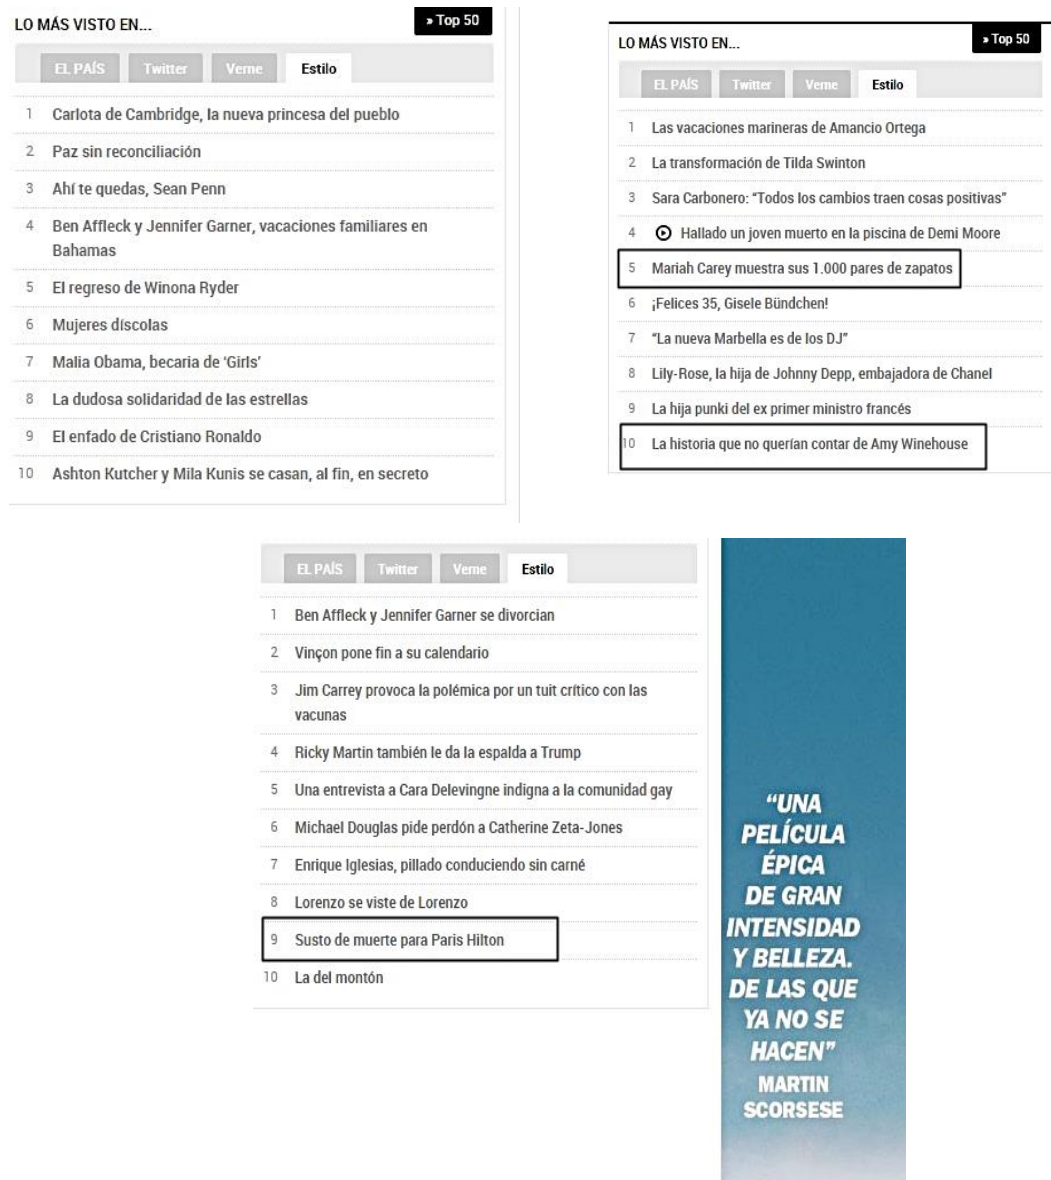 LO MÁS VISTO EN...
» Top 50
EL PAÍS Twitter Verne Estilo
1 Carlota de Cambridge, la nueva princesa del pueblo
2 Paz sin reconciliación
3 Ahí te quedas, Sean Penn
4 Ben Affleck y Jennifer Garner, vacaciones familiares en
Bahamas
5 El regreso de Winona Ryder
6 Mujeres díscolas
7 Malia Obama, becaria de ‘Girls’
8 La dudosa solidaridad de las estrellas
9 El enfado de Cristiano Ronaldo
10 Ashton Kutcher y Mila Kunis se casan, al fin, en secreto
LO MÁS VISTO EN...
» Top 50
EL PAÍS Twitter Verne Estilo
1 Las vacaciones marineras de Amancio Ortega
2 La transformación de Tilda Swinton
3 Sara Carbonero: “Todos los cambios traen cosas positivas”
4 Hallado un joven muerto en la piscina de Demi Moore
5 Mariah Carey muestra sus 1.000 pares de zapatos
6 ¡Felices 35, Gisele Bündchen!
7 “La nueva Marbella es de los DJ”
8 Lily-Rose, la hija de Johnny Depp, embajadora de Chanel
9 La hija punki del ex primer ministro francés
10 La historia que no querían contar de Amy Winehouse
EL PAÍS Twitter Verne Estilo
1 Ben Affleck y Jennifer Garner se divorcian
2 Vinçon pone fin a su calendario
3 Jim Carrey provoca la polémica por un tuit crítico con las
vacunas
4 Ricky Martin también le da la espalda a Trump
5 Una entrevista a Cara Delevingne indigna a la comunidad gay
6 Michael Douglas pide perdón a Catherine Zeta-Jones
7 Enrique Iglesias, pillado conduciendo sin carné
8 Lorenzo se viste de Lorenzo
9 Susto de muerte para Paris Hilton
10 La del montón
“UNA
PELÍCULA
ÉPICA
DE GRAN
INTENSIDAD
Y BELLEZA.
DE LAS QUE
YA NO SE
HACEN”
MARTIN
SCORSESE